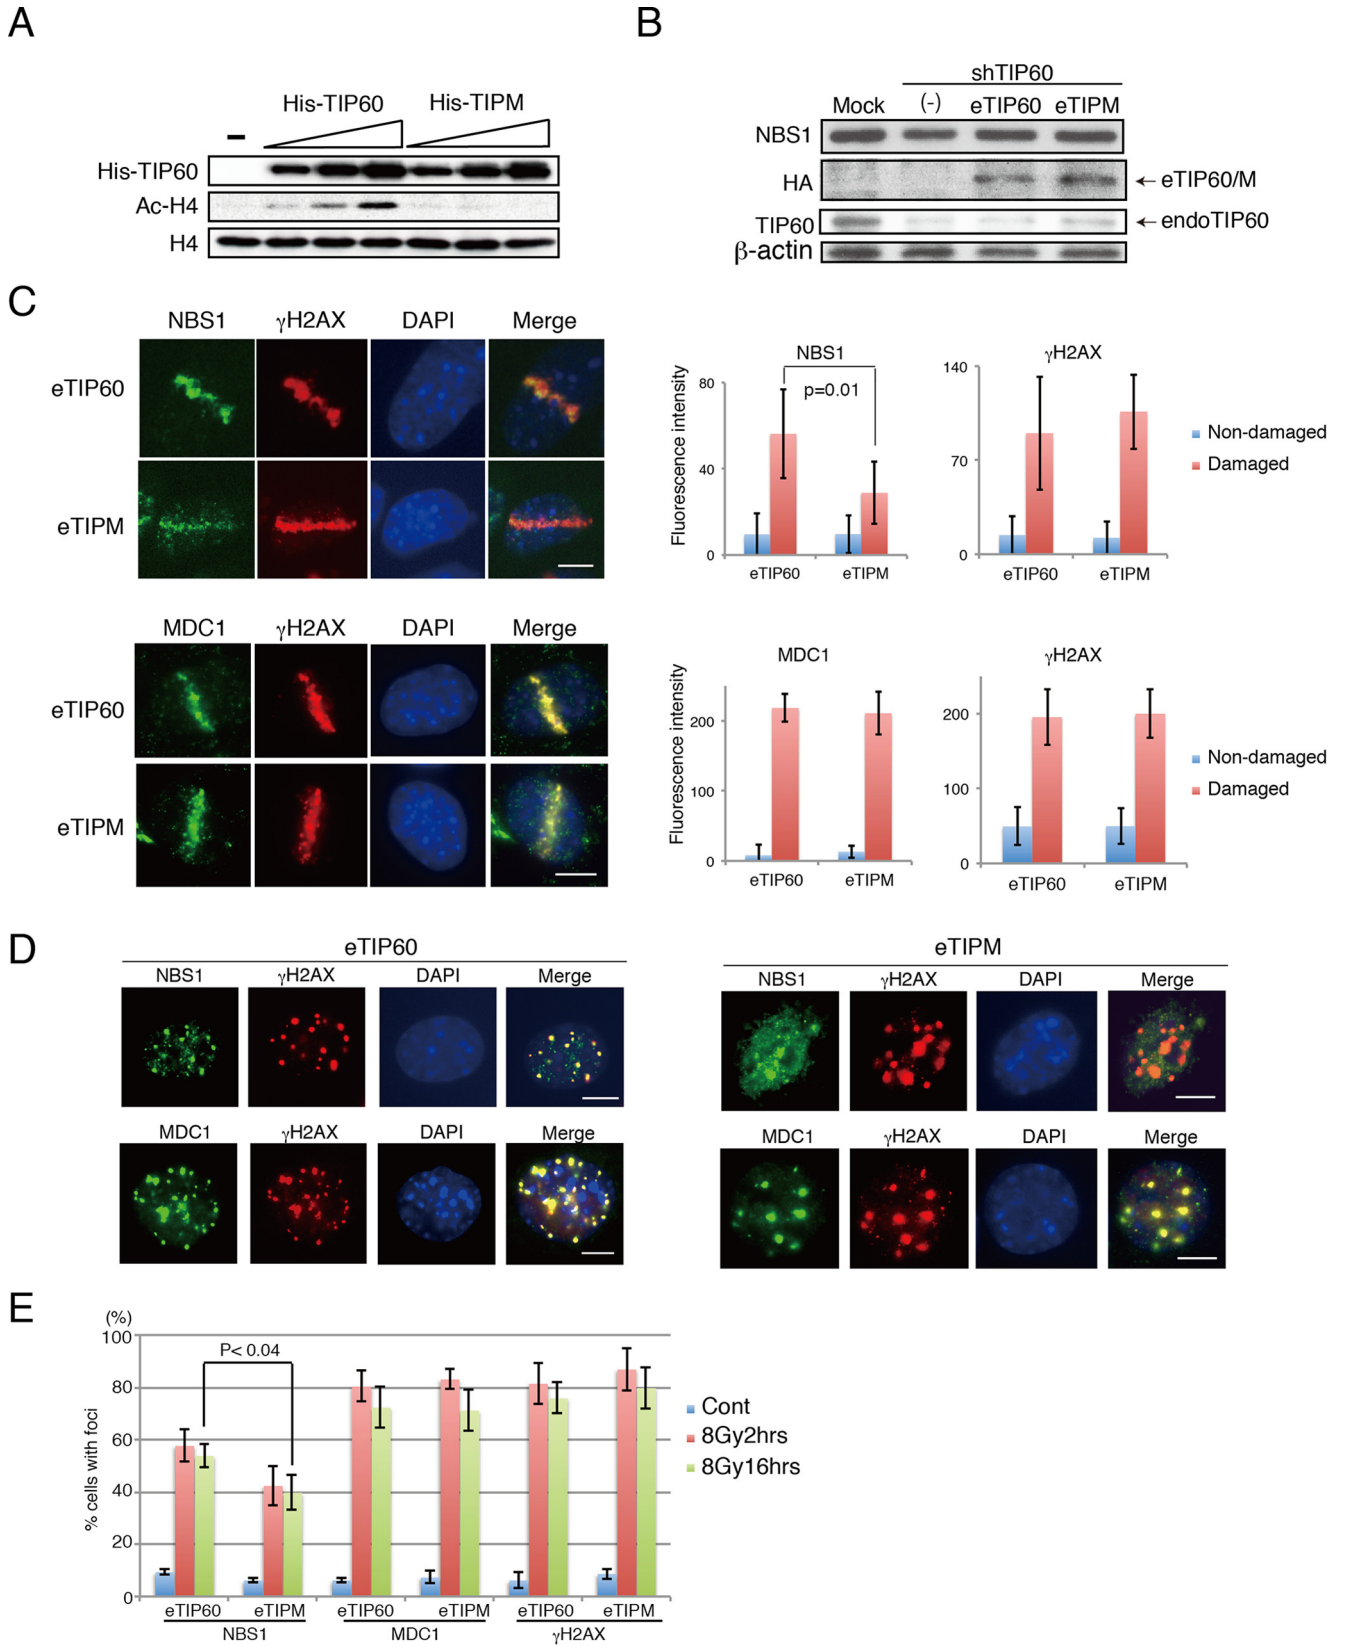 A
His-TIP60 His-TIPM
–
His-TIP60
Ac-H4
H4
B
shTIP60
Mock (-) eTIP60 eTIPM
NBS1
HA ←eTIP60/M
TIP60 ←endoTIP60
β-actin
C
NBS1 γH2AX DAPI Merge
eTIP60
eTIPM
MDC1 γH2AX DAPI Merge
eTIP60
eTIPM
NBS1
p=0.01
Fluorescence intensity
80
40
0
eTIP60 eTIPM
γH2AX
140
70
0
eTIP60 eTIPM
Non-damaged
Damaged
MDC1
Fluorescence intensity
200
100
0
eTIP60 eTIPM
γH2AX
200
100
0
eTIP60 eTIPM
Non-damaged
Damaged
D
eTIP60
NBS1 γH2AX DAPI Merge
MDC1 γH2AX DAPI Merge
eTIPM
NBS1 γH2AX DAPI Merge
MDC1 γH2AX DAPI Merge
E
(%)
% cells with foci
100
80
60
40
20
0
P< 0.04
eTIP60 eTIPM eTIP60 eTIPM eTIP60 eTIPM
NBS1 MDC1 γH2AX
Cont
8Gy2hrs
8Gy16hrs